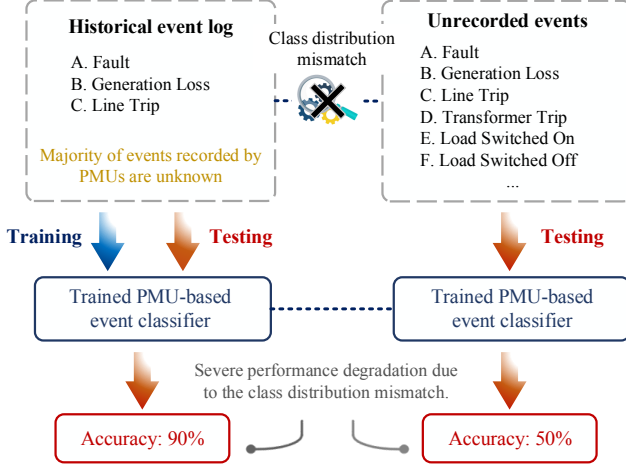 Historical event log
A. Fault
B. Generation Loss
C. Line Trip
Majority of events recorded by
PMUs are unknown
Class distribution
mismatch
Unrecorded events
A. Fault
B. Generation Loss
C. Line Trip
D. Transformer Trip
E. Load Switched On
F. Load Switched Off
...
Training
Testing
Testing
Trained PMU-based
event classifier
Trained PMU-based
event classifier
Severe performance degradation due
to the class distribution mismatch.
Accuracy: 90%
Accuracy: 50%